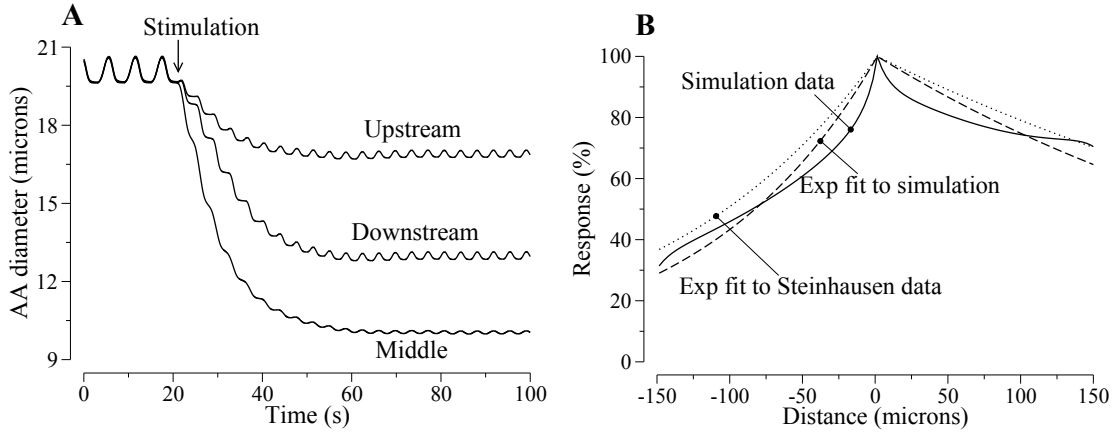 A
Stimulation
21
18
15
12
9
AA diameter (microns)
Upstream
Downstream
Middle
0
20
40
60
80
100
Time (s)
B
100
80
60
40
20
0
Response (%)
Simulation data
Exp fit to simulation
Exp fit to Steinhausen data
-150
-100
-50
0
50
100
150
Distance (microns)